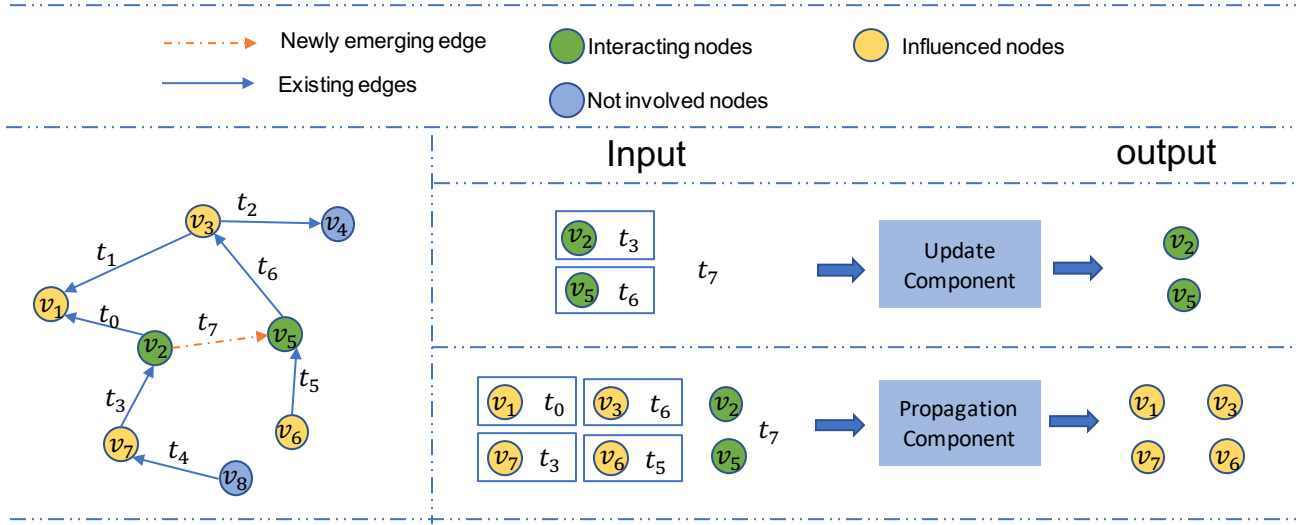 Newly emerging edge
Interacting nodes
Influenced nodes
Existing edges
Not involved nodes
Input
output
t₂
v₃
v₄
t₁
t₆
v₁
t₀
t₇
v₂
v₅
t₃
t₅
v₇
v₆
t₄
v₈
v₂ t₃
v₅ t₆
t₇
Update
Component
v₂
v₅
v₁ t₀
v₃ t₆
v₂
v₇ t₃
v₆ t₅
v₅
t₇
Propagation
Component
v₁
v₃
v₇
v₆